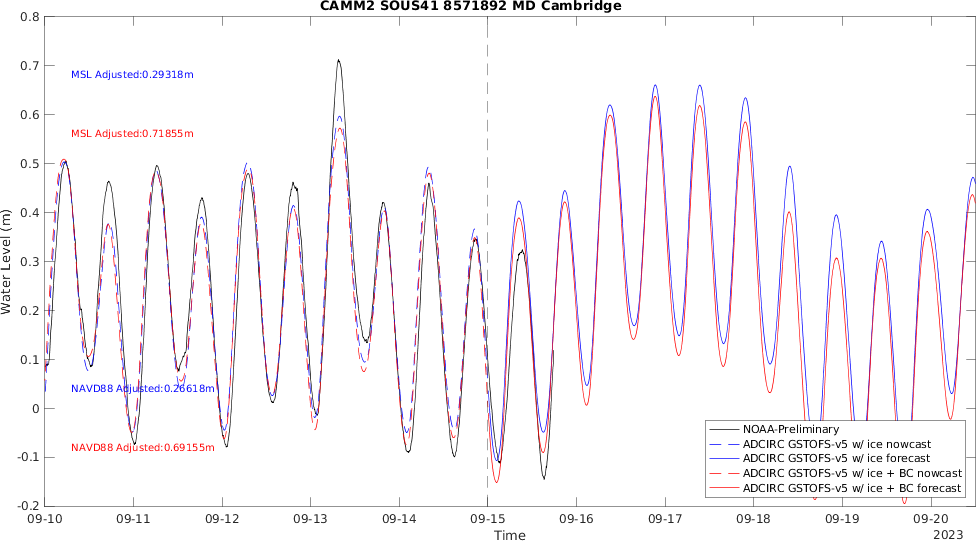 CAMM2 SOUS41 8571892 MD Cambridge
0.8
0.7
0.6
0.5
0.4
0.3
0.2
0.1
0
-0.1
-0.2
Water Level (m)
MSL Adjusted:0.29318m
MSL Adjusted:0.71855m
NAVD88 Adjusted:0.26618m
NAVD88 Adjusted:0.69155m
NOAA-Preliminary
ADCIRC GSTOFS-v5 w/ ice nowcast
ADCIRC GSTOFS-v5 w/ ice forecast
ADCIRC GSTOFS-v5 w/ ice + BC nowcast
ADCIRC GSTOFS-v5 w/ ice + BC forecast
09-10 09-11 09-12 09-13 09-14 09-15 09-16 09-17 09-18 09-19 09-20
Time
2023